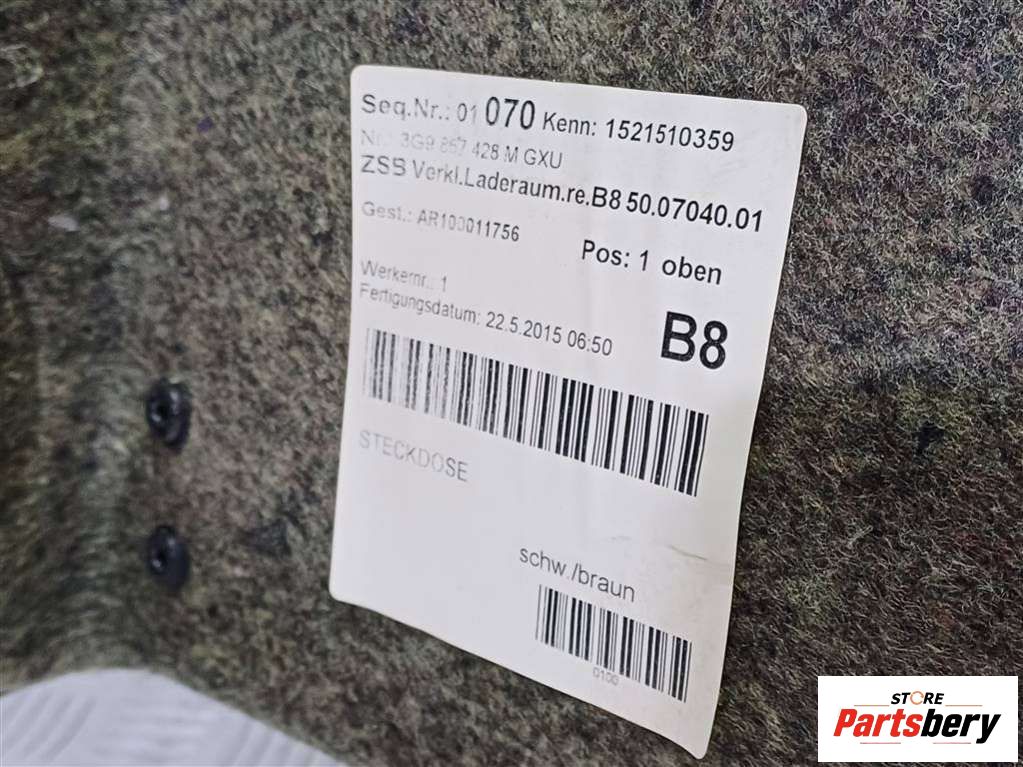 Seq.Nr.: 01 070 Kenn: 1521510359
Nr.: 3G9 867 428 M GXU
ZSB Verkl.Laderaum.re.B8 50.07040.01
Gest.: AR100011756
Pos: 1 oben
Werkernr.: 1
Fertigungsdatum: 22.5.2015 06:50
B8
STECKDOSE
schw./braun
0100
STORE
Partsbery